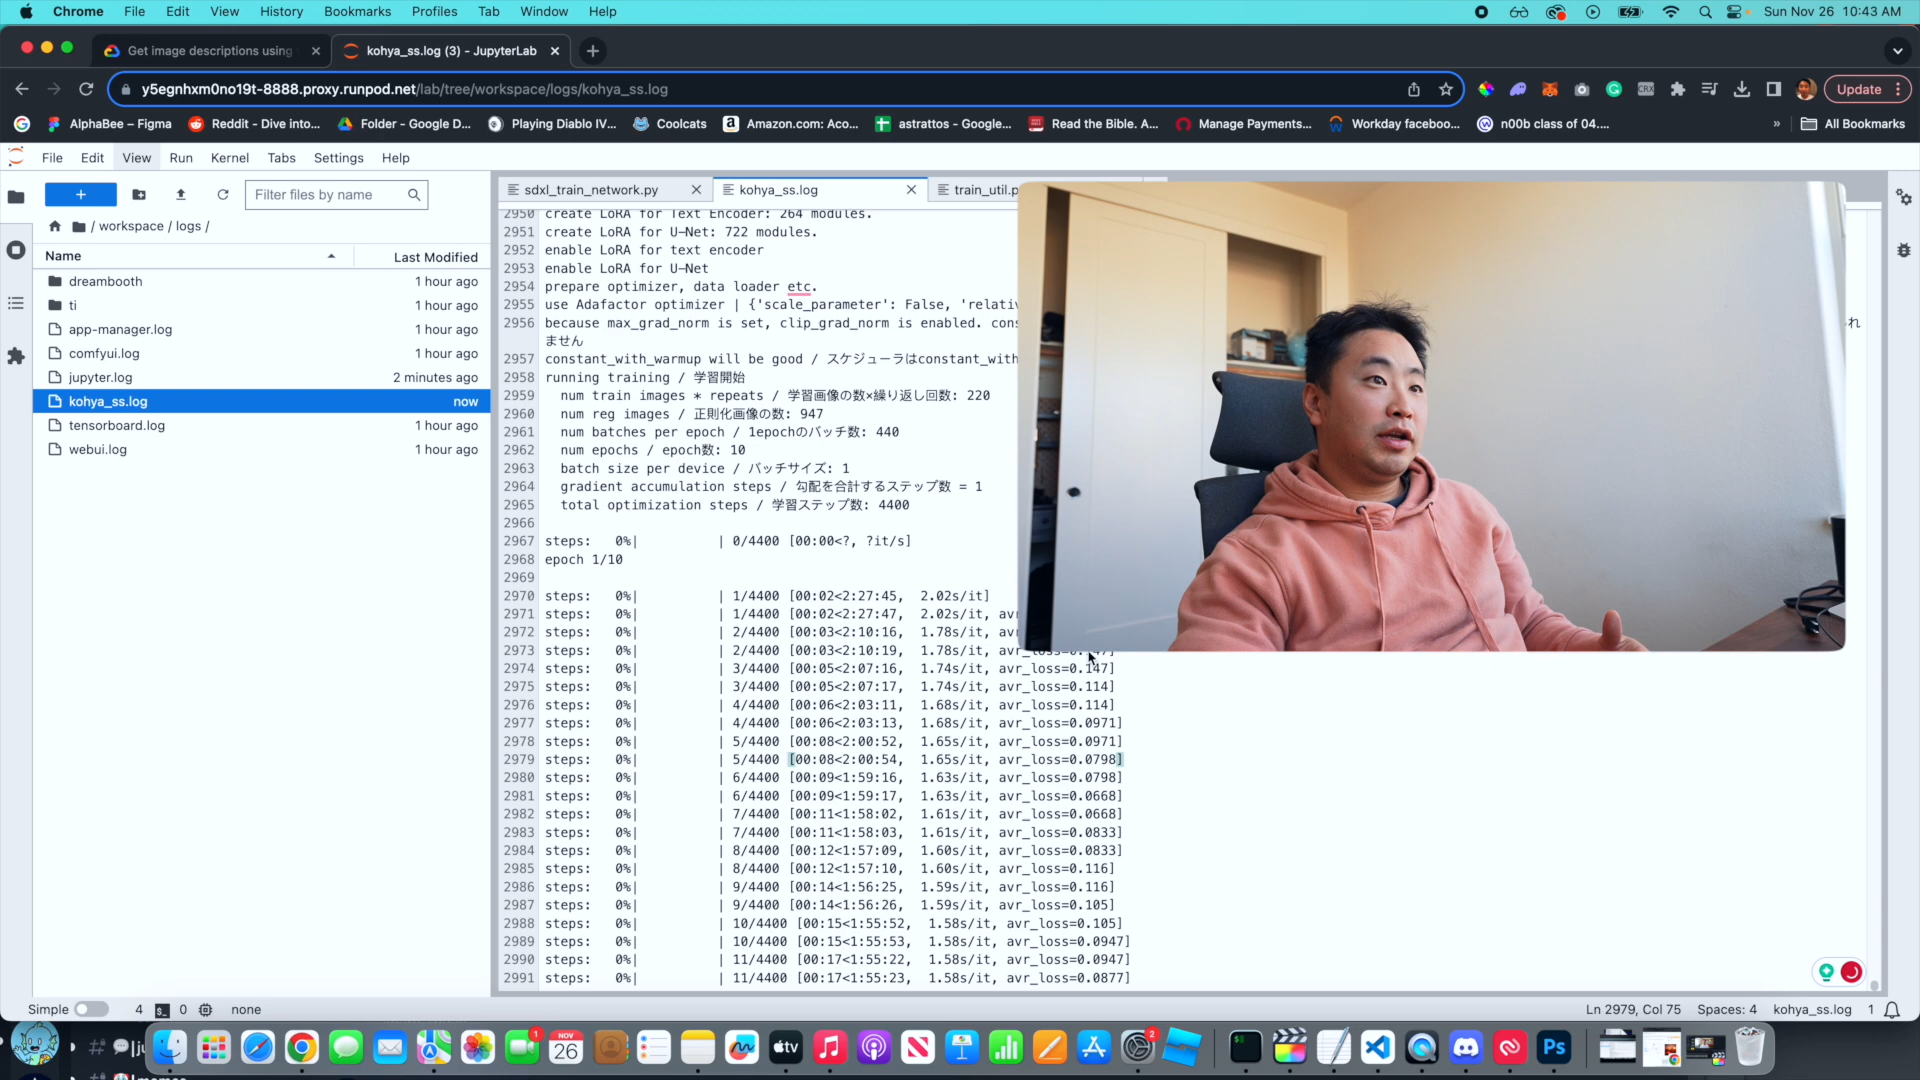 Chrome File Edit View History Bookmarks Profiles Tab Window Help Sun Nov 26 10:43 AM
Get image descriptions using
kohya_ss.log (3) - JupyterLab
y5egnhxm0no19t-8888.proxy.runpod.net/lab/tree/workspace/logs/kohya_ss.log
Update
AlphaBee – Figma Reddit - Dive into... Folder - Google D... Playing Diablo IV... Coolcats Amazon.com: Aco... astrattos - Google... Read the Bible. A... Manage Payments... Workday faceboo... n00b class of 04.... » All Bookmarks
File Edit View Run Kernel Tabs Settings Help
Filter files by name
/ workspace / logs /
Name Last Modified
dreambooth 1 hour ago
ti 1 hour ago
app-manager.log 1 hour ago
comfyui.log 1 hour ago
jupyter.log 2 minutes ago
kohya_ss.log now
tensorboard.log 1 hour ago
webui.log 1 hour ago
sdxl_train_network.py kohya_ss.log train_util.p
2950 create LoRA for Text Encoder: 264 modules.
2951 create LoRA for U-Net: 722 modules.
2952 enable LoRA for text encoder
2953 enable LoRA for U-Net
2954 prepare optimizer, data loader etc.
2955 use Adafactor optimizer | {'scale_parameter': False, 'relativ
2956 because max_grad_norm is set, clip_grad_norm is enabled. cons れ
ません
2957 constant_with_warmup will be good / スケジューラはconstant_with
2958 running training / 学習開始
2959 num train images * repeats / 学習画像の数×繰り返し回数: 220
2960 num reg images / 正則化画像の数: 947
2961 num batches per epoch / 1epochのバッチ数: 440
2962 num epochs / epoch数: 10
2963 batch size per device / バッチサイズ: 1
2964 gradient accumulation steps / 勾配を合計するステップ数 = 1
2965 total optimization steps / 学習ステップ数: 4400
2966
2967 steps: 0%| | 0/4400 [00:00<?, ?it/s]
2968 epoch 1/10
2969
2970 steps: 0%| | 1/4400 [00:02<2:27:45, 2.02s/it]
2971 steps: 0%| | 1/4400 [00:02<2:27:47, 2.02s/it, avr
2972 steps: 0%| | 2/4400 [00:03<2:10:16, 1.78s/it, avr
2973 steps: 0%| | 2/4400 [00:03<2:10:19, 1.78s/it, avr_loss=0.147]
2974 steps: 0%| | 3/4400 [00:05<2:07:16, 1.74s/it, avr_loss=0.147]
2975 steps: 0%| | 3/4400 [00:05<2:07:17, 1.74s/it, avr_loss=0.114]
2976 steps: 0%| | 4/4400 [00:06<2:03:11, 1.68s/it, avr_loss=0.114]
2977 steps: 0%| | 4/4400 [00:06<2:03:13, 1.68s/it, avr_loss=0.0971]
2978 steps: 0%| | 5/4400 [00:08<2:00:52, 1.65s/it, avr_loss=0.0971]
2979 steps: 0%| | 5/4400 [00:08<2:00:54, 1.65s/it, avr_loss=0.0798]
2980 steps: 0%| | 6/4400 [00:09<1:59:16, 1.63s/it, avr_loss=0.0798]
2981 steps: 0%| | 6/4400 [00:09<1:59:17, 1.63s/it, avr_loss=0.0668]
2982 steps: 0%| | 7/4400 [00:11<1:58:02, 1.61s/it, avr_loss=0.0668]
2983 steps: 0%| | 7/4400 [00:11<1:58:03, 1.61s/it, avr_loss=0.0833]
2984 steps: 0%| | 8/4400 [00:12<1:57:09, 1.60s/it, avr_loss=0.0833]
2985 steps: 0%| | 8/4400 [00:12<1:57:10, 1.60s/it, avr_loss=0.116]
2986 steps: 0%| | 9/4400 [00:14<1:56:25, 1.59s/it, avr_loss=0.116]
2987 steps: 0%| | 9/4400 [00:14<1:56:26, 1.59s/it, avr_loss=0.105]
2988 steps: 0%| | 10/4400 [00:15<1:55:52, 1.58s/it, avr_loss=0.105]
2989 steps: 0%| | 10/4400 [00:15<1:55:53, 1.58s/it, avr_loss=0.0947]
2990 steps: 0%| | 11/4400 [00:17<1:55:22, 1.58s/it, avr_loss=0.0947]
2991 steps: 0%| | 11/4400 [00:17<1:55:23, 1.58s/it, avr_loss=0.0877]
Simple 4 0 none Ln 2979, Col 75 Spaces: 4 kohya_ss.log 1
NOV
26
1
tv
2
Ps